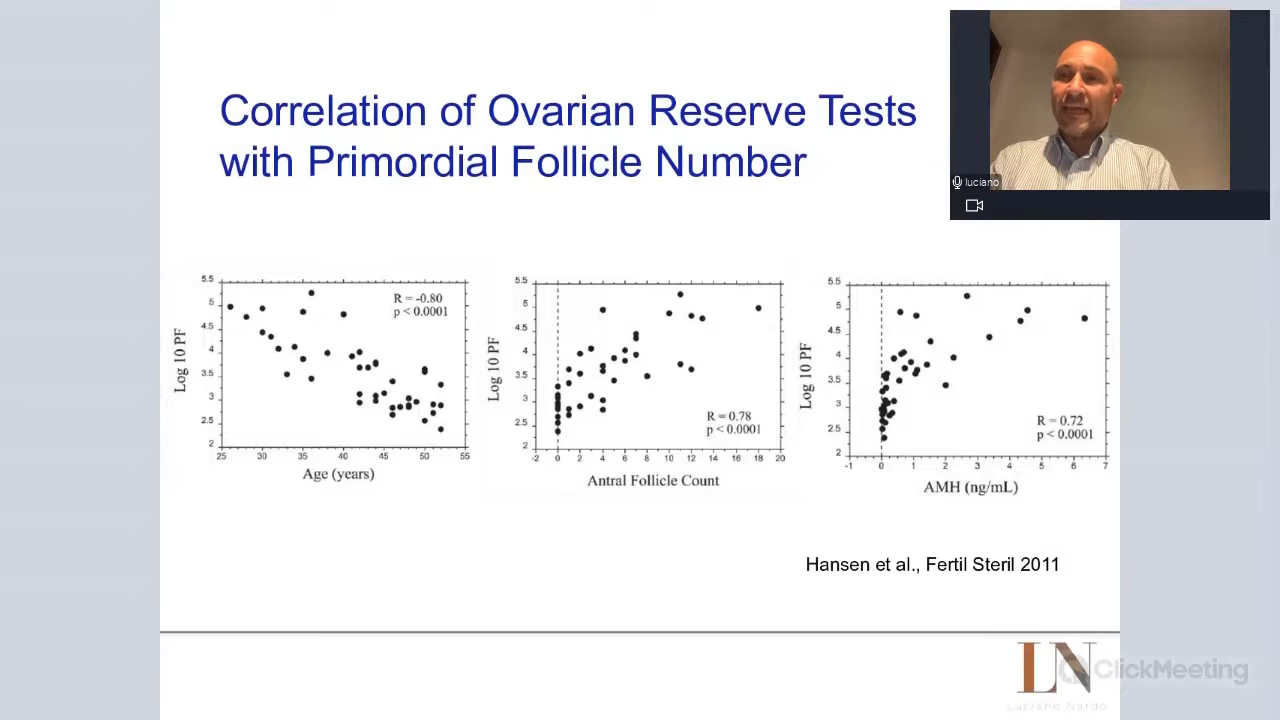 Correlation of Ovarian Reserve Tests
with Primordial Follicle Number
luciano
5.5
5
4.5
4
3.5
3
2.5
2
Log 10 PF
R = -0.80
p < 0.0001
25 30 35 40 45 50 55
Age (years)
5.5
5
4.5
4
3.5
3
2.5
2
Log 10 PF
R = 0.78
p < 0.0001
-2 0 2 4 6 8 10 12 14 16 18 20
Antral Follicle Count
5.5
5
4.5
4
3.5
3
2.5
2
Log 10 PF
R = 0.72
p < 0.0001
-1 0 1 2 3 4 5 6 7
AMH (ng/mL)
Hansen et al., Fertil Steril 2011
LN
ClickMeeting
Luciano Nardo